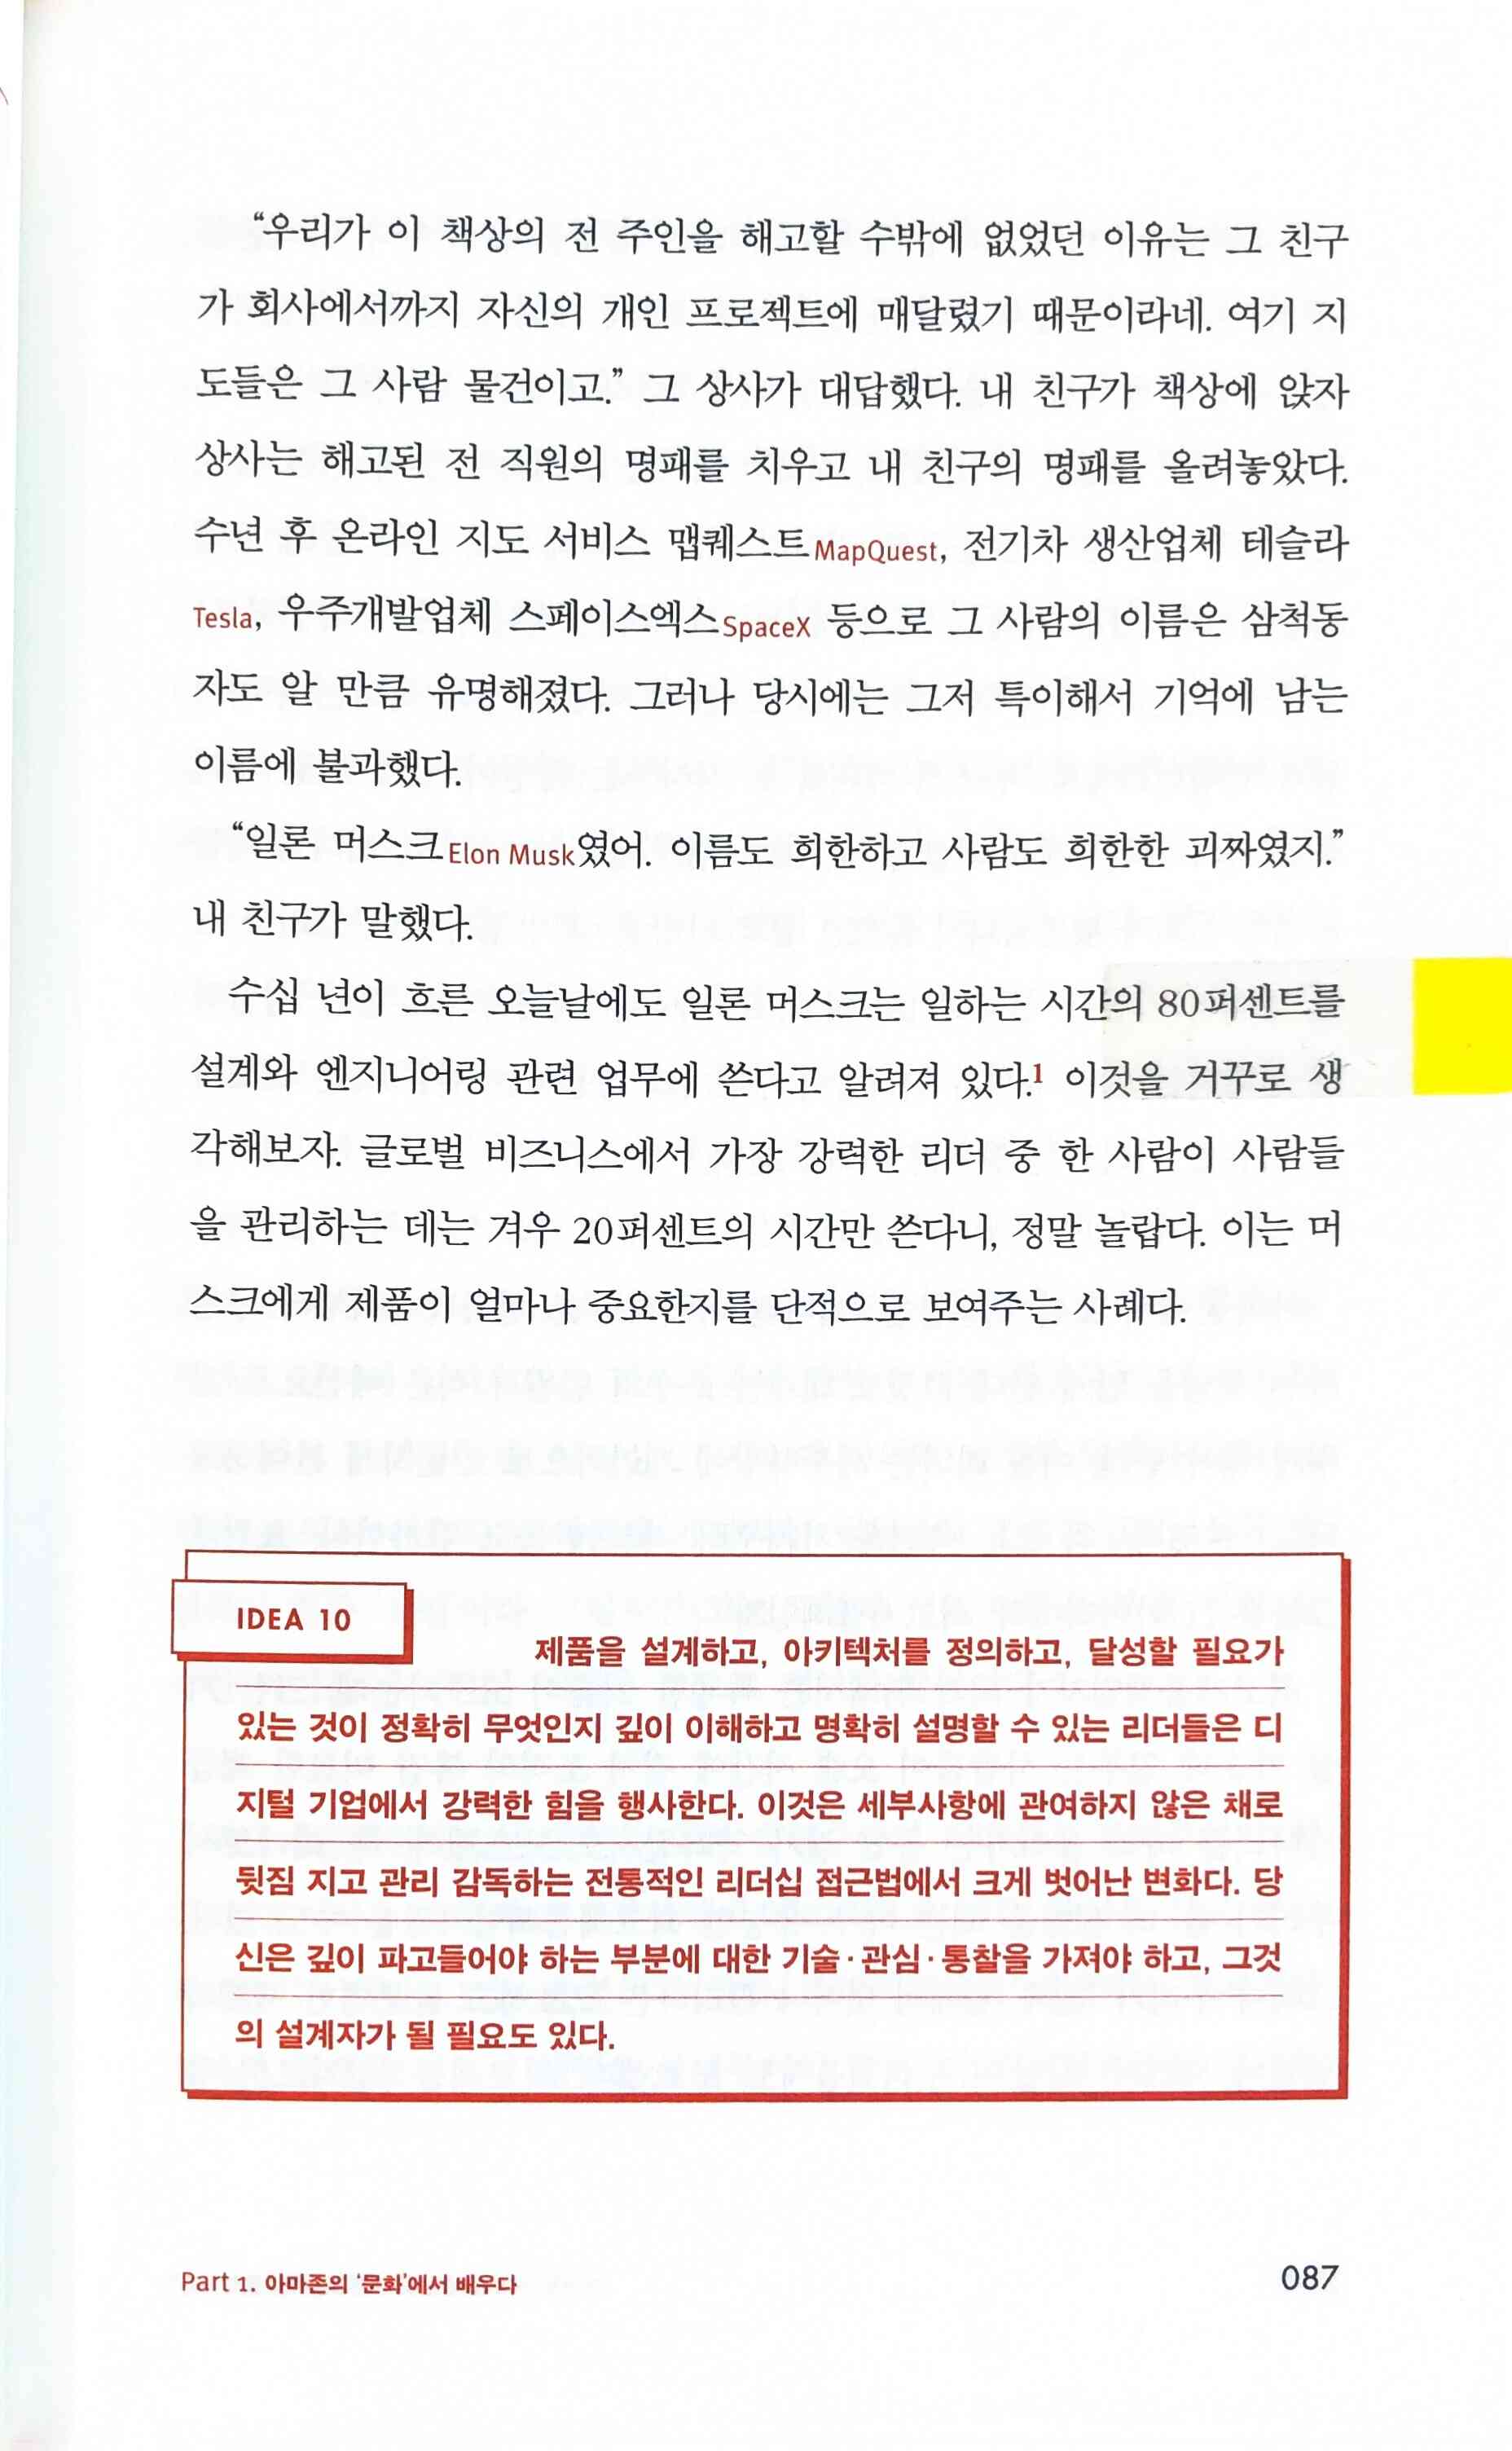 “우리가 이 책상의 전 주인을 해고할 수밖에 없었던 이유는 그 친구
가 회사에서까지 자신의 개인 프로젝트에 매달렸기 때문이라네. 여기 지
도들은 그 사람 물건이고.” 그 상사가 대답했다. 내 친구가 책상에 앉자
상사는 해고된 전 직원의 명패를 치우고 내 친구의 명패를 올려놓았다.
수년 후 온라인 지도 서비스 맵퀘스트MapQuest, 전기차 생산업체 테슬라
Tesla, 우주개발업체 스페이스엑스SpaceX 등으로 그 사람의 이름은 삼척동
자도 알 만큼 유명해졌다. 그러나 당시에는 그저 특이해서 기억에 남는
이름에 불과했다.
“일론 머스크Elon Musk였어. 이름도 희한하고 사람도 희한한 괴짜였지.”
내 친구가 말했다.
수십 년이 흐른 오늘날에도 일론 머스크는 일하는 시간의 80퍼센트를
설계와 엔지니어링 관련 업무에 쓴다고 알려져 있다.1 이것을 거꾸로 생
각해보자. 글로벌 비즈니스에서 가장 강력한 리더 중 한 사람이 사람들
을 관리하는 데는 겨우 20퍼센트의 시간만 쓴다니, 정말 놀랍다. 이는 머
스크에게 제품이 얼마나 중요한지를 단적으로 보여주는 사례다.
IDEA 10
제품을 설계하고, 아키텍처를 정의하고, 달성할 필요가
있는 것이 정확히 무엇인지 깊이 이해하고 명확히 설명할 수 있는 리더들은 디
지털 기업에서 강력한 힘을 행사한다. 이것은 세부사항에 관여하지 않은 채로
뒷짐 지고 관리 감독하는 전통적인 리더십 접근법에서 크게 벗어난 변화다. 당
신은 깊이 파고들어야 하는 부분에 대한 기술·관심·통찰을 가져야 하고, 그것
의 설계자가 될 필요도 있다.
Part 1. 아마존의 ‘문화’에서 배우다
087